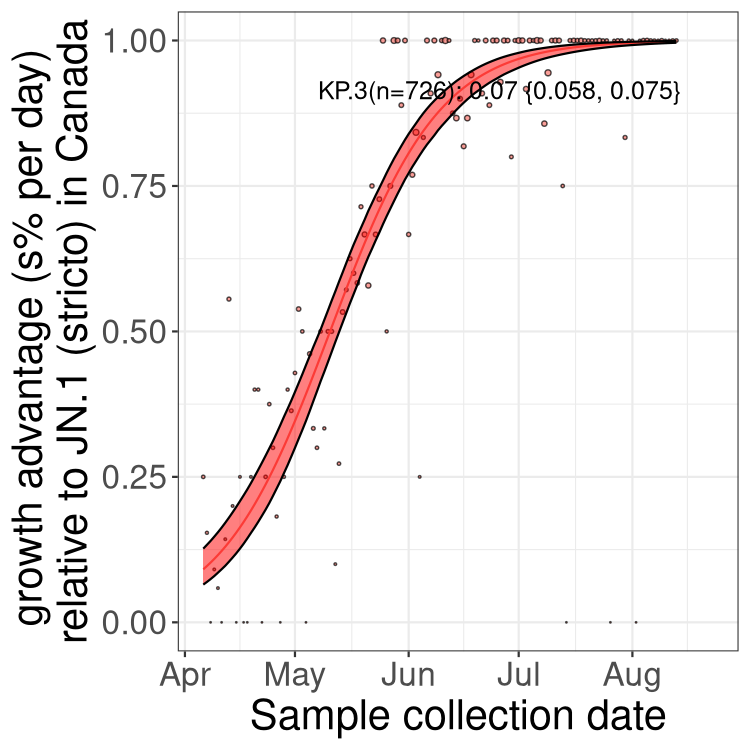 growth advantage (s% per day)
relative to JN.1 (stricto) in Canada
1.00
0.75
0.50
0.25
0.00
KP.3(n=726): 0.07 {0.058, 0.075}
Apr May Jun Jul Aug
Sample collection date